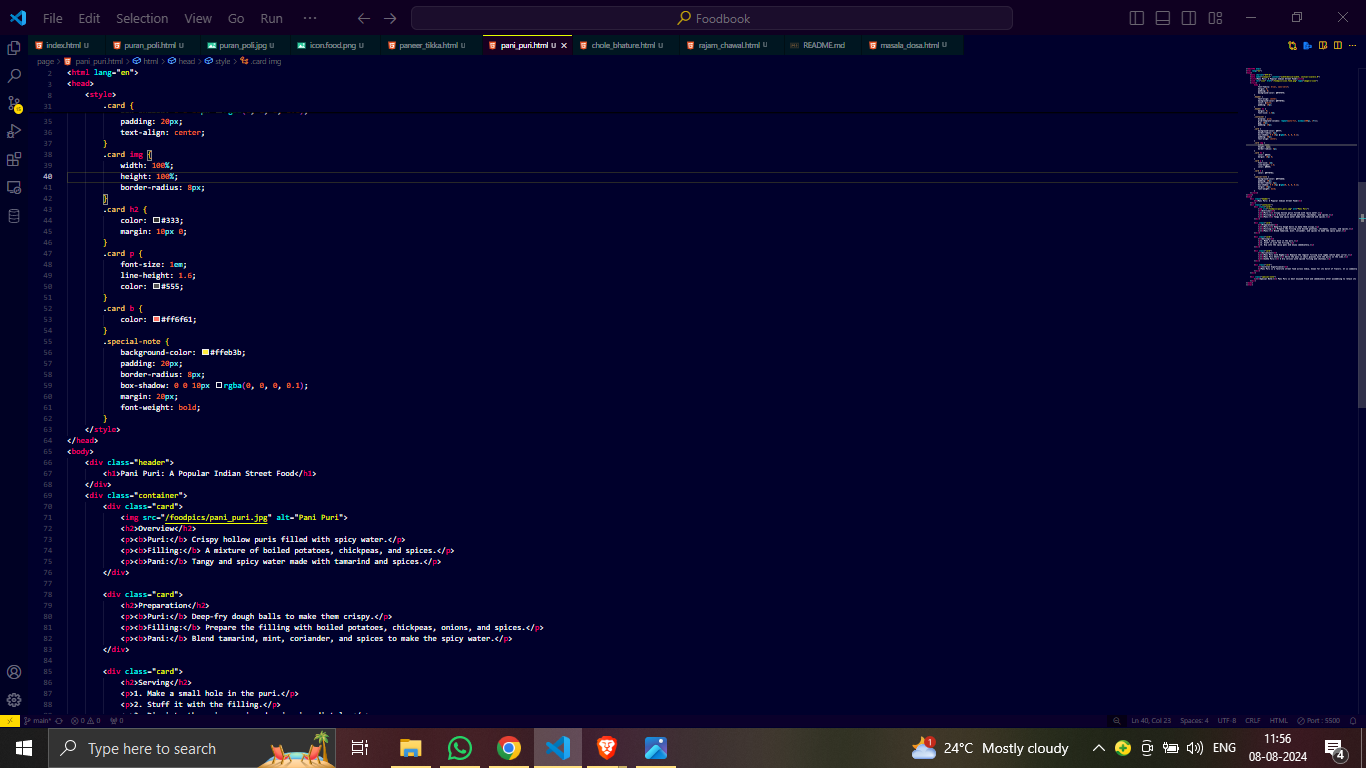 File Edit Selection View Go Run ···
Foodbook
index.html U
puran_poli.html U
puran_poli.jpg U
icon.food.png U
paneer_tikka.html U
pani_puri.html U
chole_bhature.html U
rajam_chawal.html U
README.md
masala_dosa.html U
page > pani_puri.html > html > head > style > .card img
2 <html lang="en">
3 <head>
8 <style>
31 .card {
35 padding: 20px;
36 text-align: center;
37 }
38 .card img {
39 width: 100%;
40 height: 100%;
41 border-radius: 8px;
42 }
43 .card h2 {
44 color: #333;
45 margin: 10px 0;
46 }
47 .card p {
48 font-size: 1em;
49 line-height: 1.6;
50 color: #555;
51 }
52 .card b {
53 color: #ff6f61;
54 }
55 .special-note {
56 background-color: #ffeb3b;
57 padding: 20px;
58 border-radius: 8px;
59 box-shadow: 0 0 10px rgba(0, 0, 0, 0.1);
60 margin: 20px;
61 font-weight: bold;
62 }
63 </style>
64 </head>
65 <body>
66 <div class="header">
67 <h1>Pani Puri: A Popular Indian Street Food</h1>
68 </div>
69 <div class="container">
70 <div class="card">
71 <img src="/foodpics/pani_puri.jpg" alt="Pani Puri">
72 <h2>Overview</h2>
73 <p><b>Puri:</b> Crispy hollow puris filled with spicy water.</p>
74 <p><b>Filling:</b> A mixture of boiled potatoes, chickpeas, and spices.</p>
75 <p><b>Pani:</b> Tangy and spicy water made with tamarind and spices.</p>
76 </div>
77
78 <div class="card">
79 <h2>Preparation</h2>
80 <p><b>Puri:</b> Deep-fry dough balls to make them crispy.</p>
81 <p><b>Filling:</b> Prepare the filling with boiled potatoes, chickpeas, onions, and spices.</p>
82 <p><b>Pani:</b> Blend tamarind, mint, coriander, and spices to make the spicy water.</p>
83 </div>
84
85 <div class="card">
86 <h2>Serving</h2>
87 <p>1. Make a small hole in the puri.</p>
88 <p>2. Stuff it with the filling.</p>
main* 0 0 0
Ln 40, Col 23 Spaces: 4 UTF-8 CRLF HTML Port : 5500
Type here to search
1
24°C Mostly cloudy
ENG
11:56
08-08-2024
4